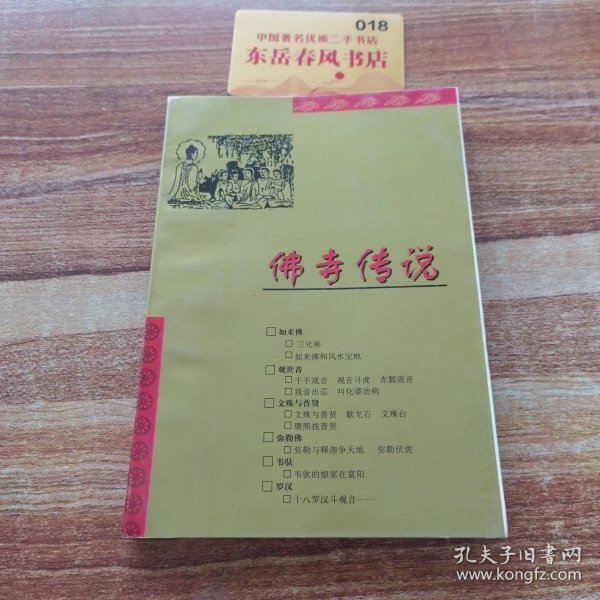 018
中国著名优质二手书店
东岳春风书店
佛寺传说
如来佛
三兄弟
如来佛和风水宝地
观世音
千手观音 观音寻虎 赤脚观音
观音出巡 叫化婆治病
文殊与普贤
文殊与普贤 歇龙石 文殊台
康熙找普贤
弥勒佛
弥勒与释迦争天地 弥勒伏虎
韦驮
韦驮的娘家在富阳
罗汉
十八罗汉斗观音……
孔夫子旧书网
www.kongfz.com